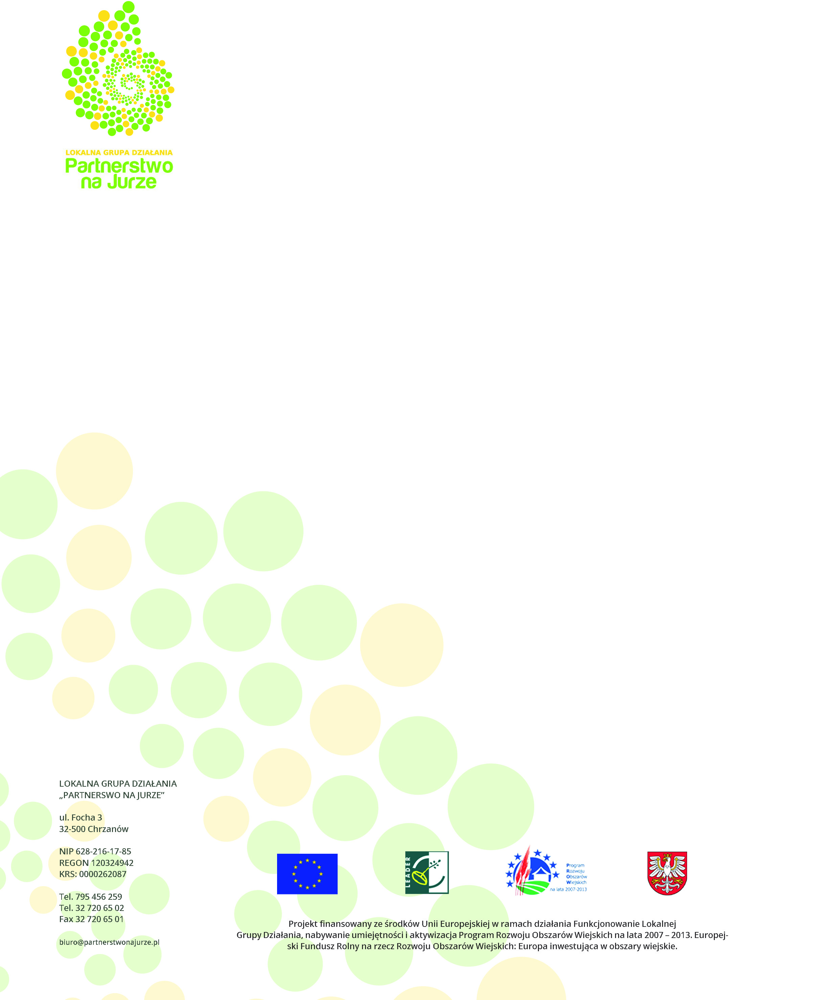 LOKALNA GRUPA DZIAŁANIA
Partnerstwo
na Jurze
LOKALNA GRUPA DZIAŁANIA
„PARTNERSWO NA JURZE”
ul. Focha 3
32-500 Chrzanów
NIP 628-216-17-85
REGON 120324942
KRS: 0000262087
Tel. 795 456 259
Tel. 32 720 65 02
Fax 32 720 65 01
biuro@partnerstwonajurze.pl
LEADER
Program
Rozwoju
Obszarów
Wiejskich
na lata 2007-2013
Projekt finansowany ze środków Unii Europejskiej w ramach działania Funkcjonowanie Lokalnej
Grupy Działania, nabywanie umiejętności i aktywizacja Program Rozwoju Obszarów Wiejskich na lata 2007 – 2013. Europej-
ski Fundusz Rolny na rzecz Rozwoju Obszarów Wiejskich: Europa inwestująca w obszary wiejskie.